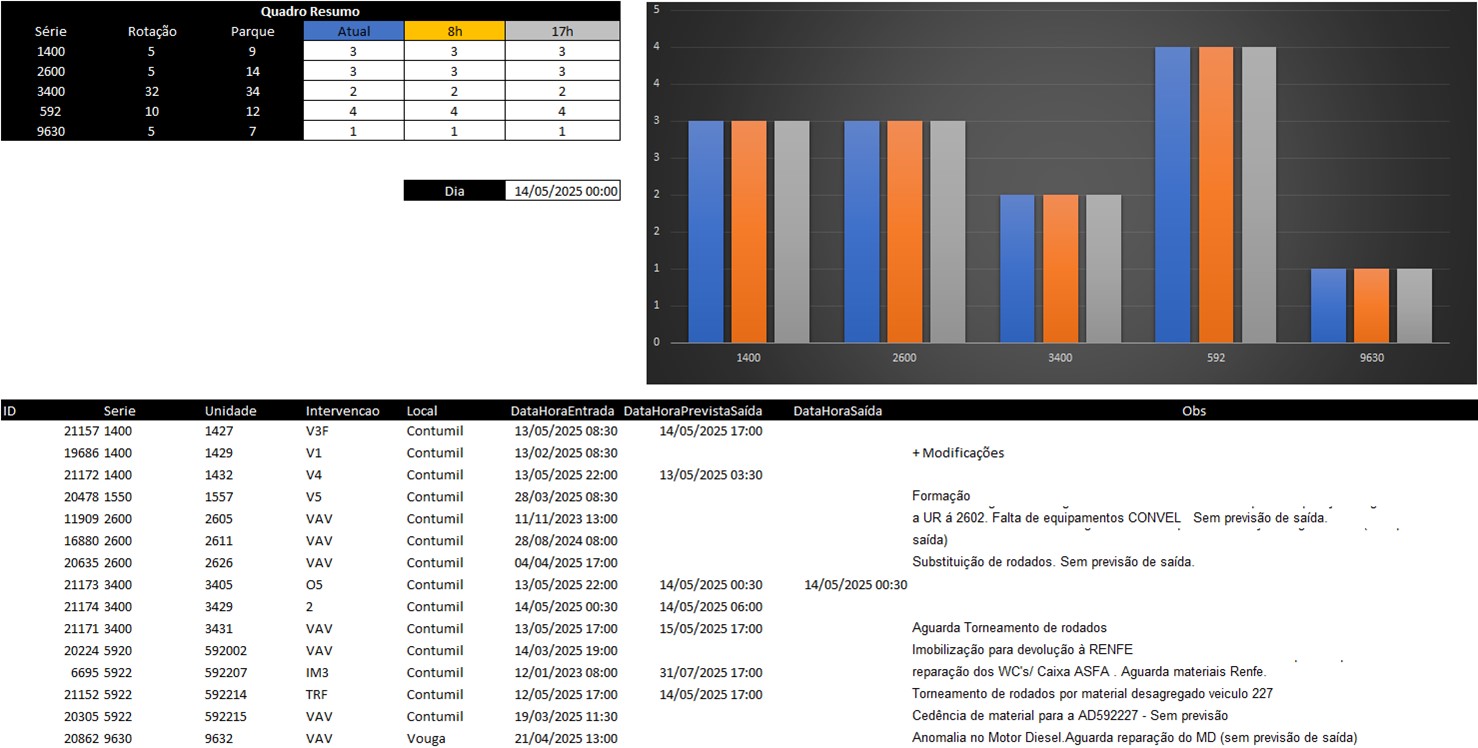 Quadro Resumo
Série Rotação Parque Atual 8h 17h
1400 5 9 3 3 3
2600 5 14 3 3 3
3400 32 34 2 2 2
592 10 12 4 4 4
9630 5 7 1 1 1
Dia 14/05/2025 00:00
5
4
4
3
3
2
2
1
1
0
1400 2600 3400 592 9630
ID Serie Unidade Intervencao Local DataHoraEntrada DataHoraPrevistaSaída DataHoraSaída Obs
21157 1400 1427 V3F Contumil 13/05/2025 08:30 14/05/2025 17:00
19686 1400 1429 V1 Contumil 13/02/2025 08:30 + Modificações
21172 1400 1432 V4 Contumil 13/05/2025 22:00 13/05/2025 03:30
20478 1550 1557 V5 Contumil 28/03/2025 08:30 Formação
11909 2600 2605 VAV Contumil 11/11/2023 13:00 a UR á 2602. Falta de equipamentos CONVEL Sem previsão de saída.
16880 2600 2611 VAV Contumil 28/08/2024 08:00 saída)
20635 2600 2626 VAV Contumil 04/04/2025 17:00 Substituição de rodados. Sem previsão de saída.
21173 3400 3405 O5 Contumil 13/05/2025 22:00 14/05/2025 00:30 14/05/2025 00:30
21174 3400 3429 2 Contumil 14/05/2025 00:30 14/05/2025 06:00
21171 3400 3431 VAV Contumil 13/05/2025 17:00 15/05/2025 17:00 Aguarda Torneamento de rodados
20224 5920 592002 VAV Contumil 14/03/2025 19:00 Imobilização para devolução à RENFE
6695 5922 592207 IM3 Contumil 12/01/2023 08:00 31/07/2025 17:00 reparação dos WC's/ Caixa ASFA . Aguarda materiais Renfe.
21152 5922 592214 TRF Contumil 12/05/2025 17:00 14/05/2025 17:00 Torneamento de rodados por material desagregado veiculo 227
20305 5922 592215 VAV Contumil 19/03/2025 11:30 Cedência de material para a AD592227 - Sem previsão
20862 9630 9632 VAV Vouga 21/04/2025 13:00 Anomalia no Motor Diesel.Aguarda reparação do MD (sem previsão de saída)